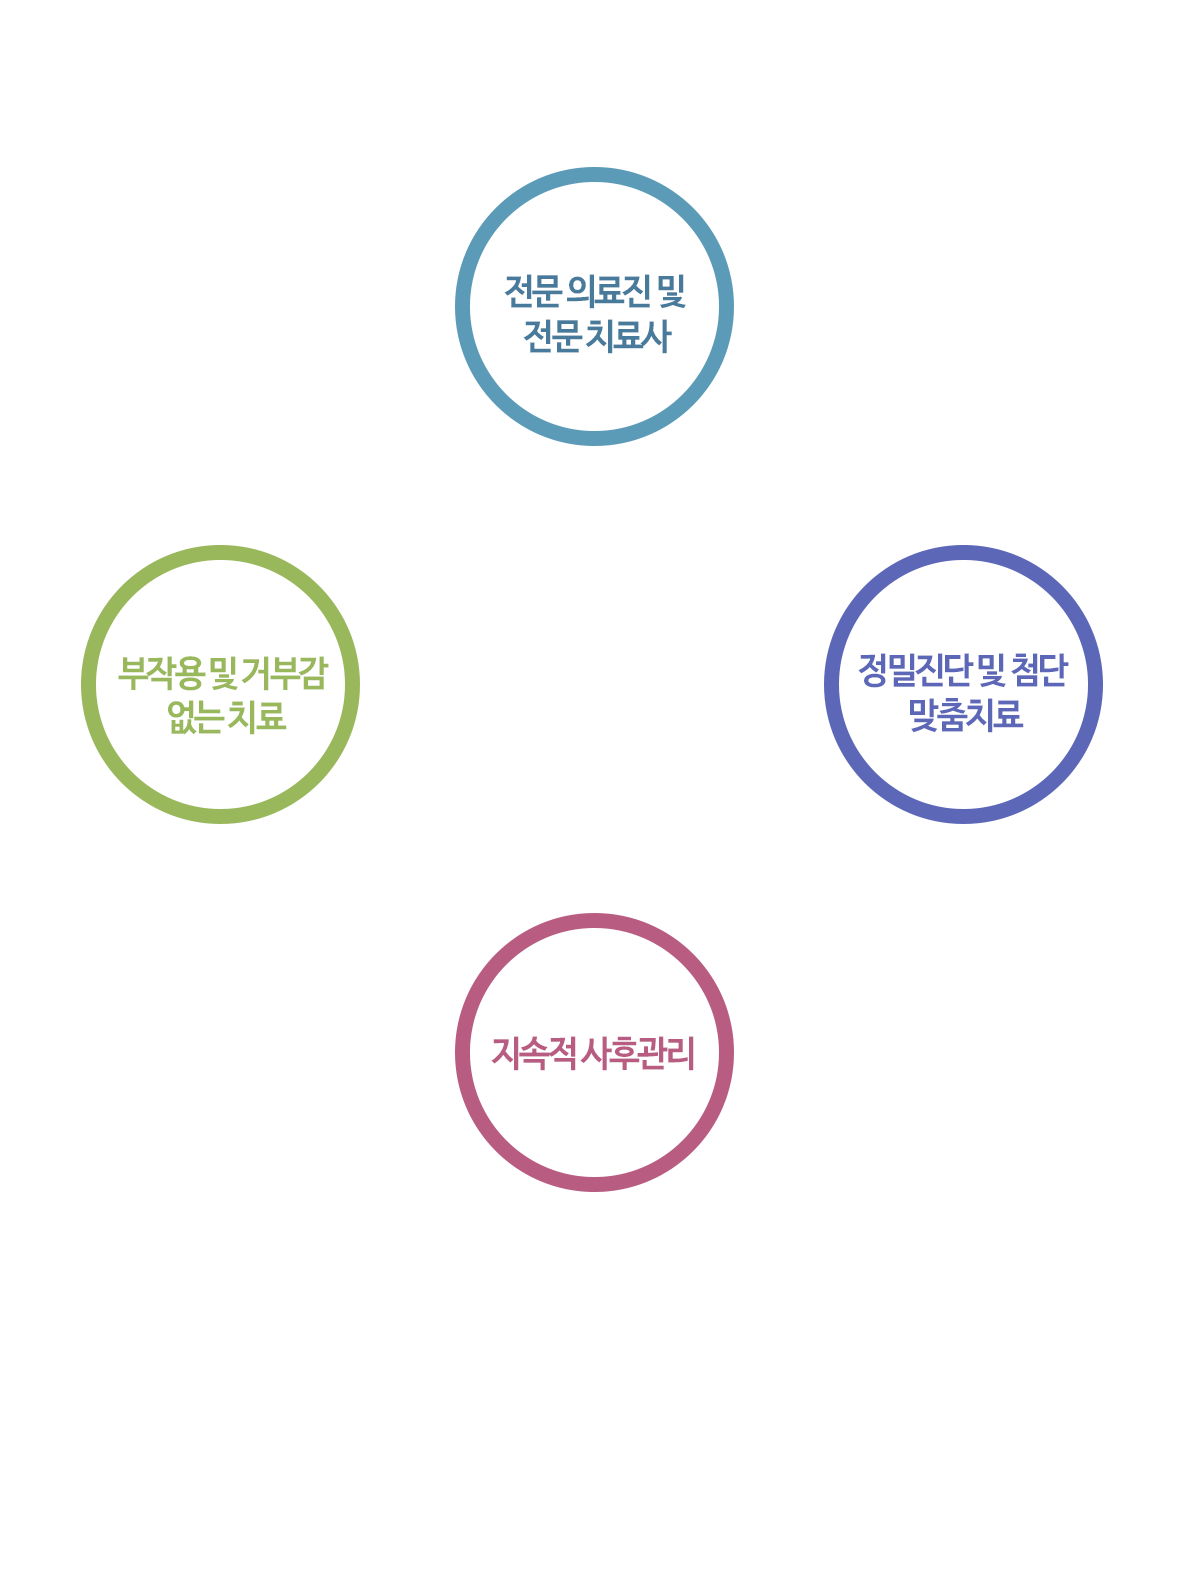 전문 의료진 및
전문 치료사
부작용 및 거부감
없는 치료
정밀진단 및 첨단
맞춤치료
지속적 사후관리